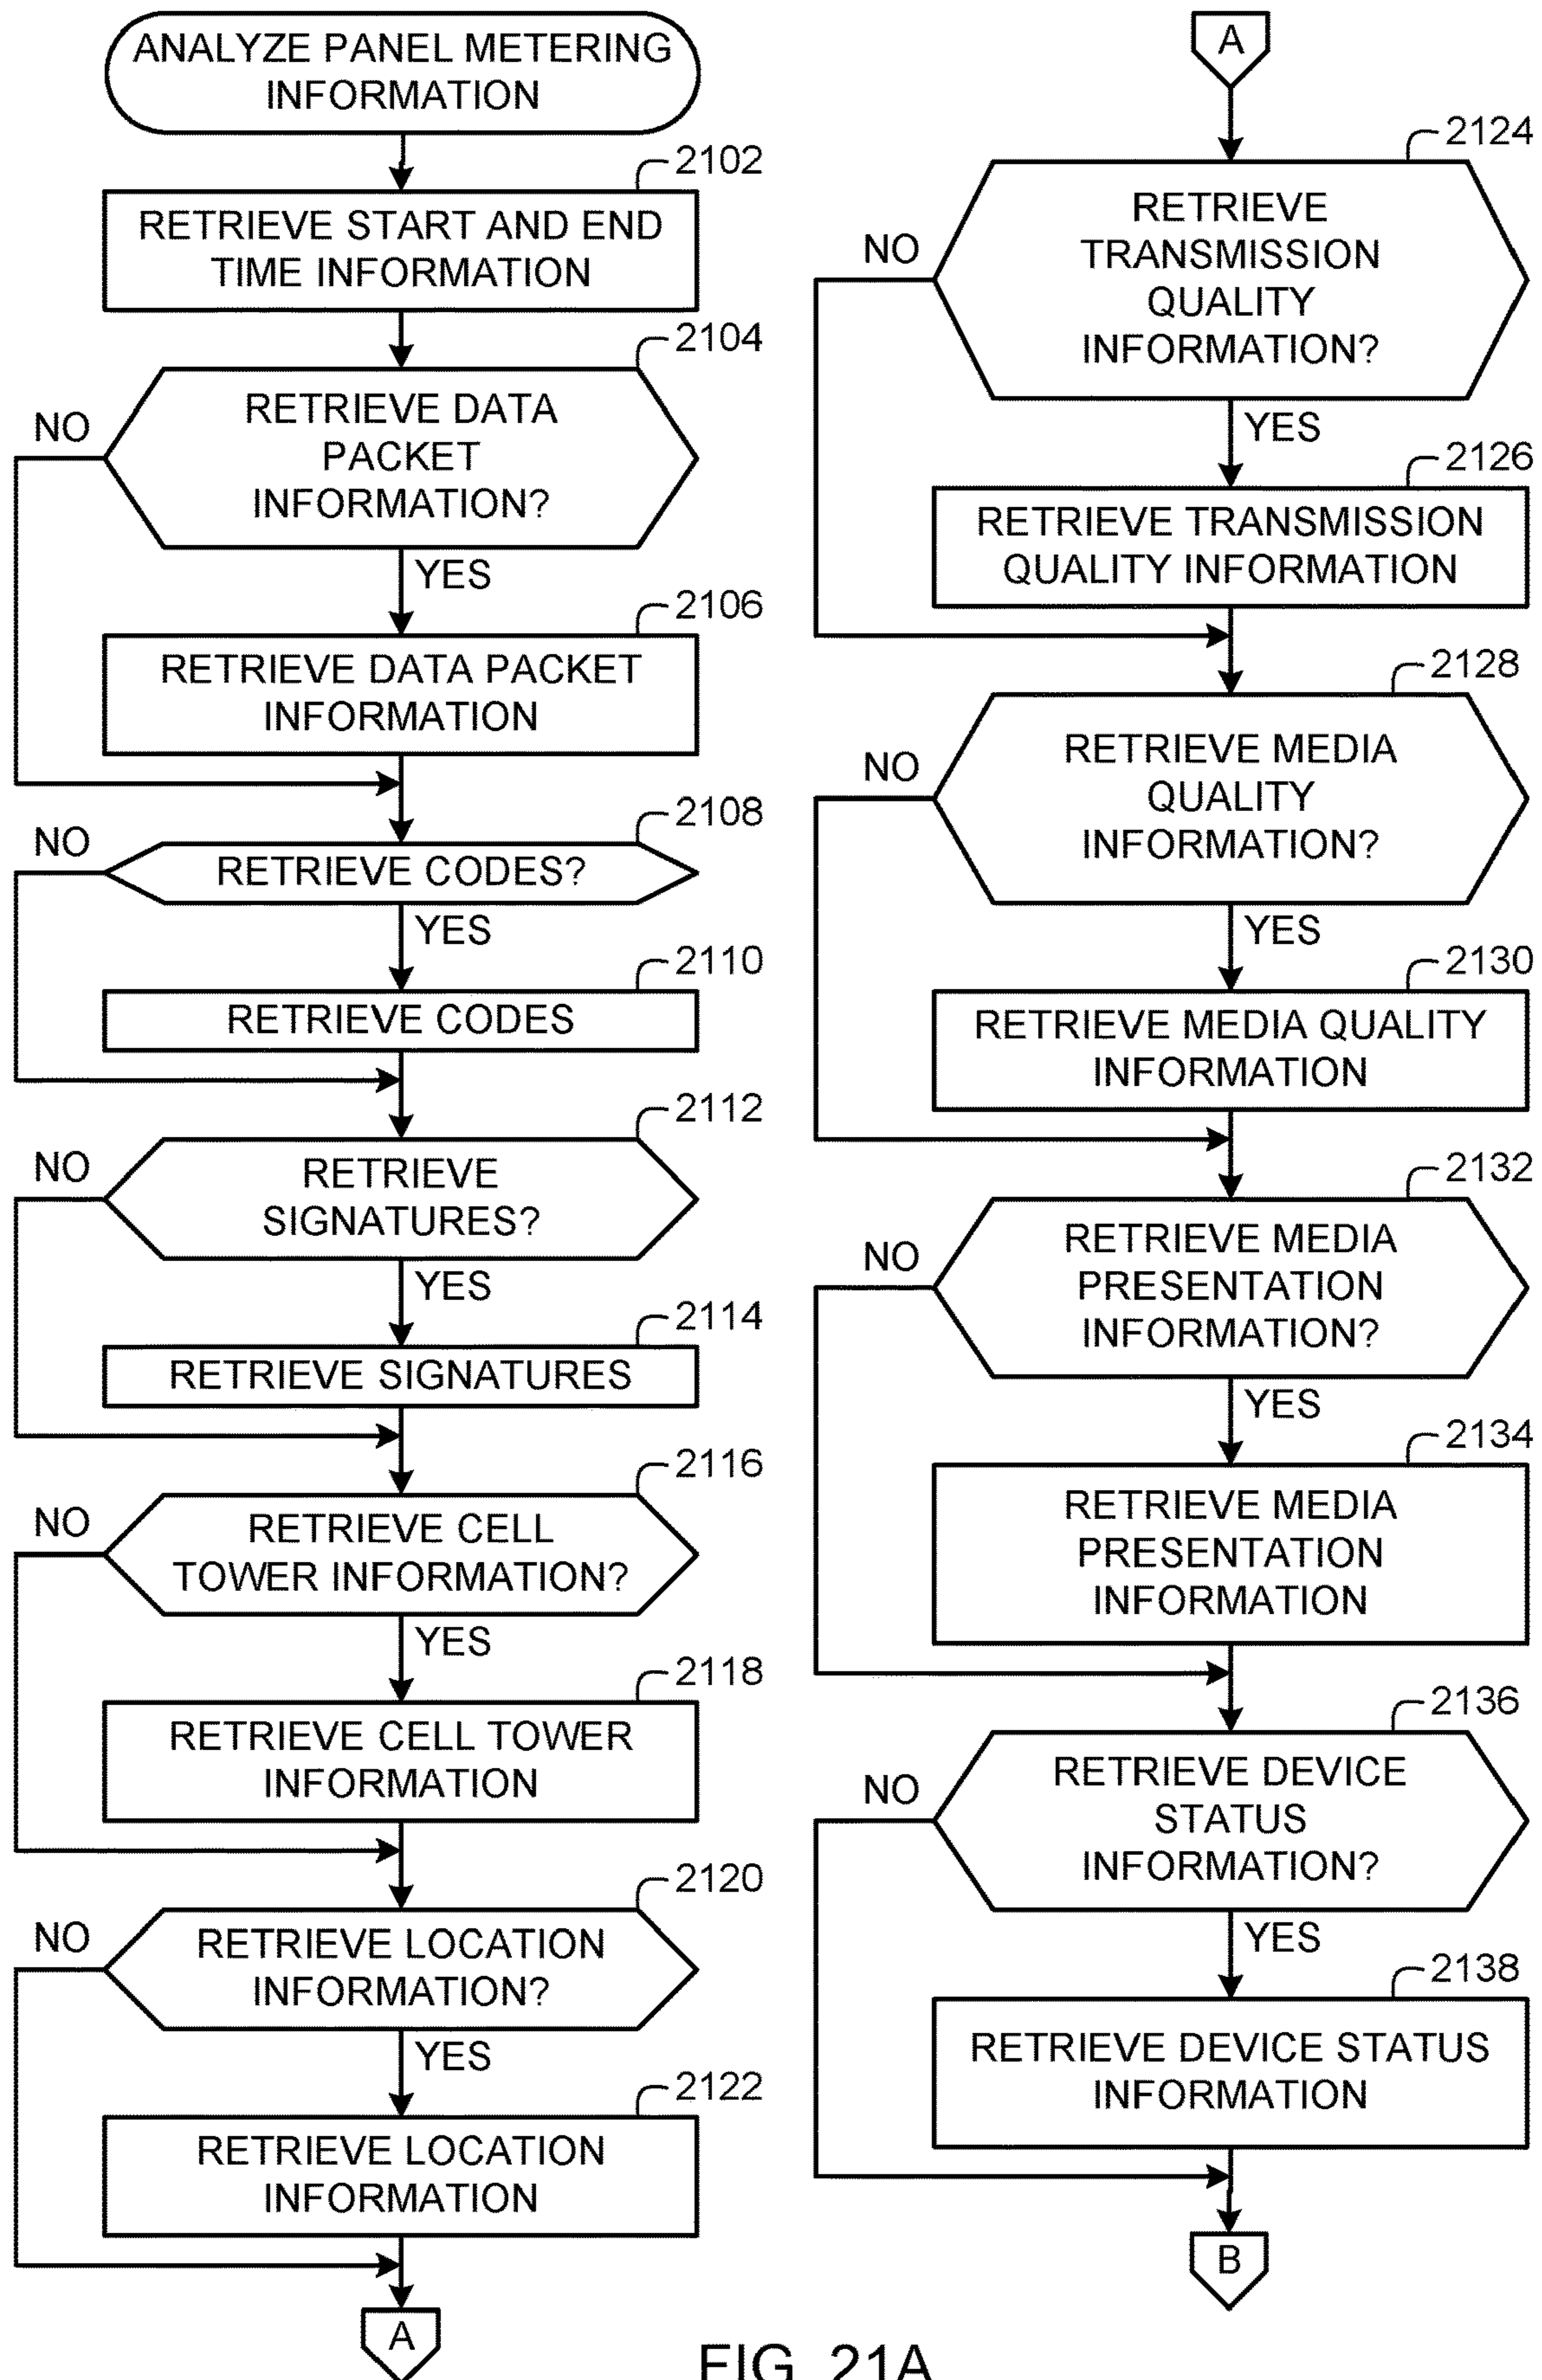 ANALYZE PANEL METERING
INFORMATION
2102
RETRIEVE START AND END
TIME INFORMATION
2104
RETRIEVE DATA
PACKET
INFORMATION?
NO
YES
2106
RETRIEVE DATA PACKET
INFORMATION
2108
NO
RETRIEVE CODES?
YES
2110
RETRIEVE CODES
2112
NO
RETRIEVE
SIGNATURES?
YES
2114
RETRIEVE SIGNATURES
2116
NO
RETRIEVE CELL
TOWER INFORMATION?
YES
2118
RETRIEVE CELL TOWER
INFORMATION
2120
NO
RETRIEVE LOCATION
INFORMATION?
YES
2122
RETRIEVE LOCATION
INFORMATION
A
A
2124
RETRIEVE
TRANSMISSION
QUALITY
INFORMATION?
NO
YES
2126
RETRIEVE TRANSMISSION
QUALITY INFORMATION
2128
NO
RETRIEVE MEDIA
QUALITY
INFORMATION?
YES
2130
RETRIEVE MEDIA QUALITY
INFORMATION
2132
NO
RETRIEVE MEDIA
PRESENTATION
INFORMATION?
YES
2134
RETRIEVE MEDIA
PRESENTATION
INFORMATION
2136
NO
RETRIEVE DEVICE
STATUS
INFORMATION?
YES
2138
RETRIEVE DEVICE STATUS
INFORMATION
B
FIG. 21A